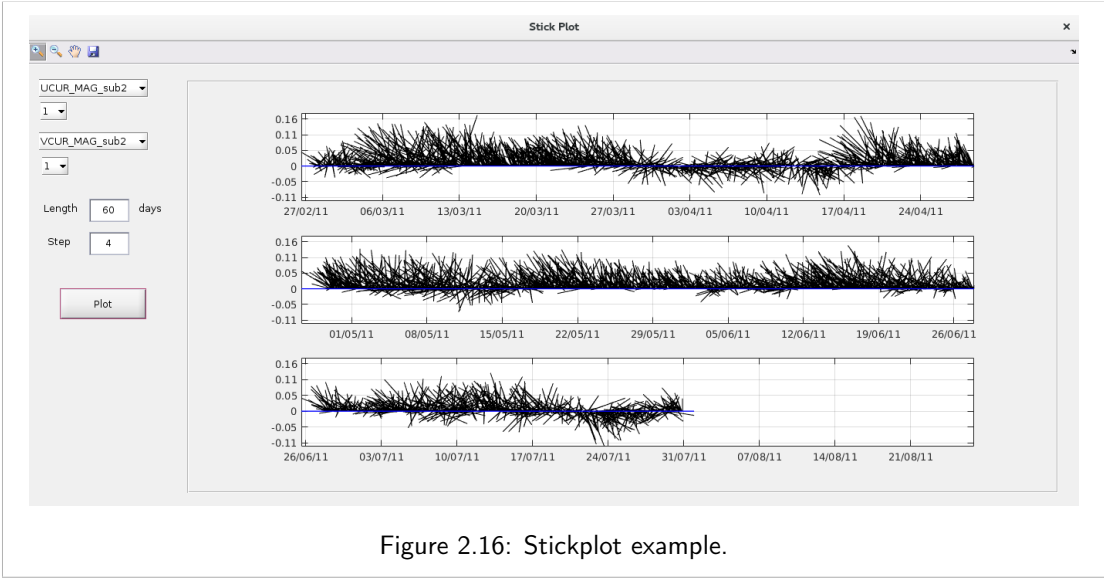 Stick Plot ×
UCUR_MAG_sub2
1
VCUR_MAG_sub2
1
Length 60 days
Step 4
Plot
0.16
0.11
0.05
0
-0.05
-0.11
27/02/11 06/03/11 13/03/11 20/03/11 27/03/11 03/04/11 10/04/11 17/04/11 24/04/11
0.16
0.11
0.05
0
-0.05
-0.11
01/05/11 08/05/11 15/05/11 22/05/11 29/05/11 05/06/11 12/06/11 19/06/11 26/06/11
0.16
0.11
0.05
0
-0.05
-0.11
26/06/11 03/07/11 10/07/11 17/07/11 24/07/11 31/07/11 07/08/11 14/08/11 21/08/11
Figure 2.16: Stickplot example.